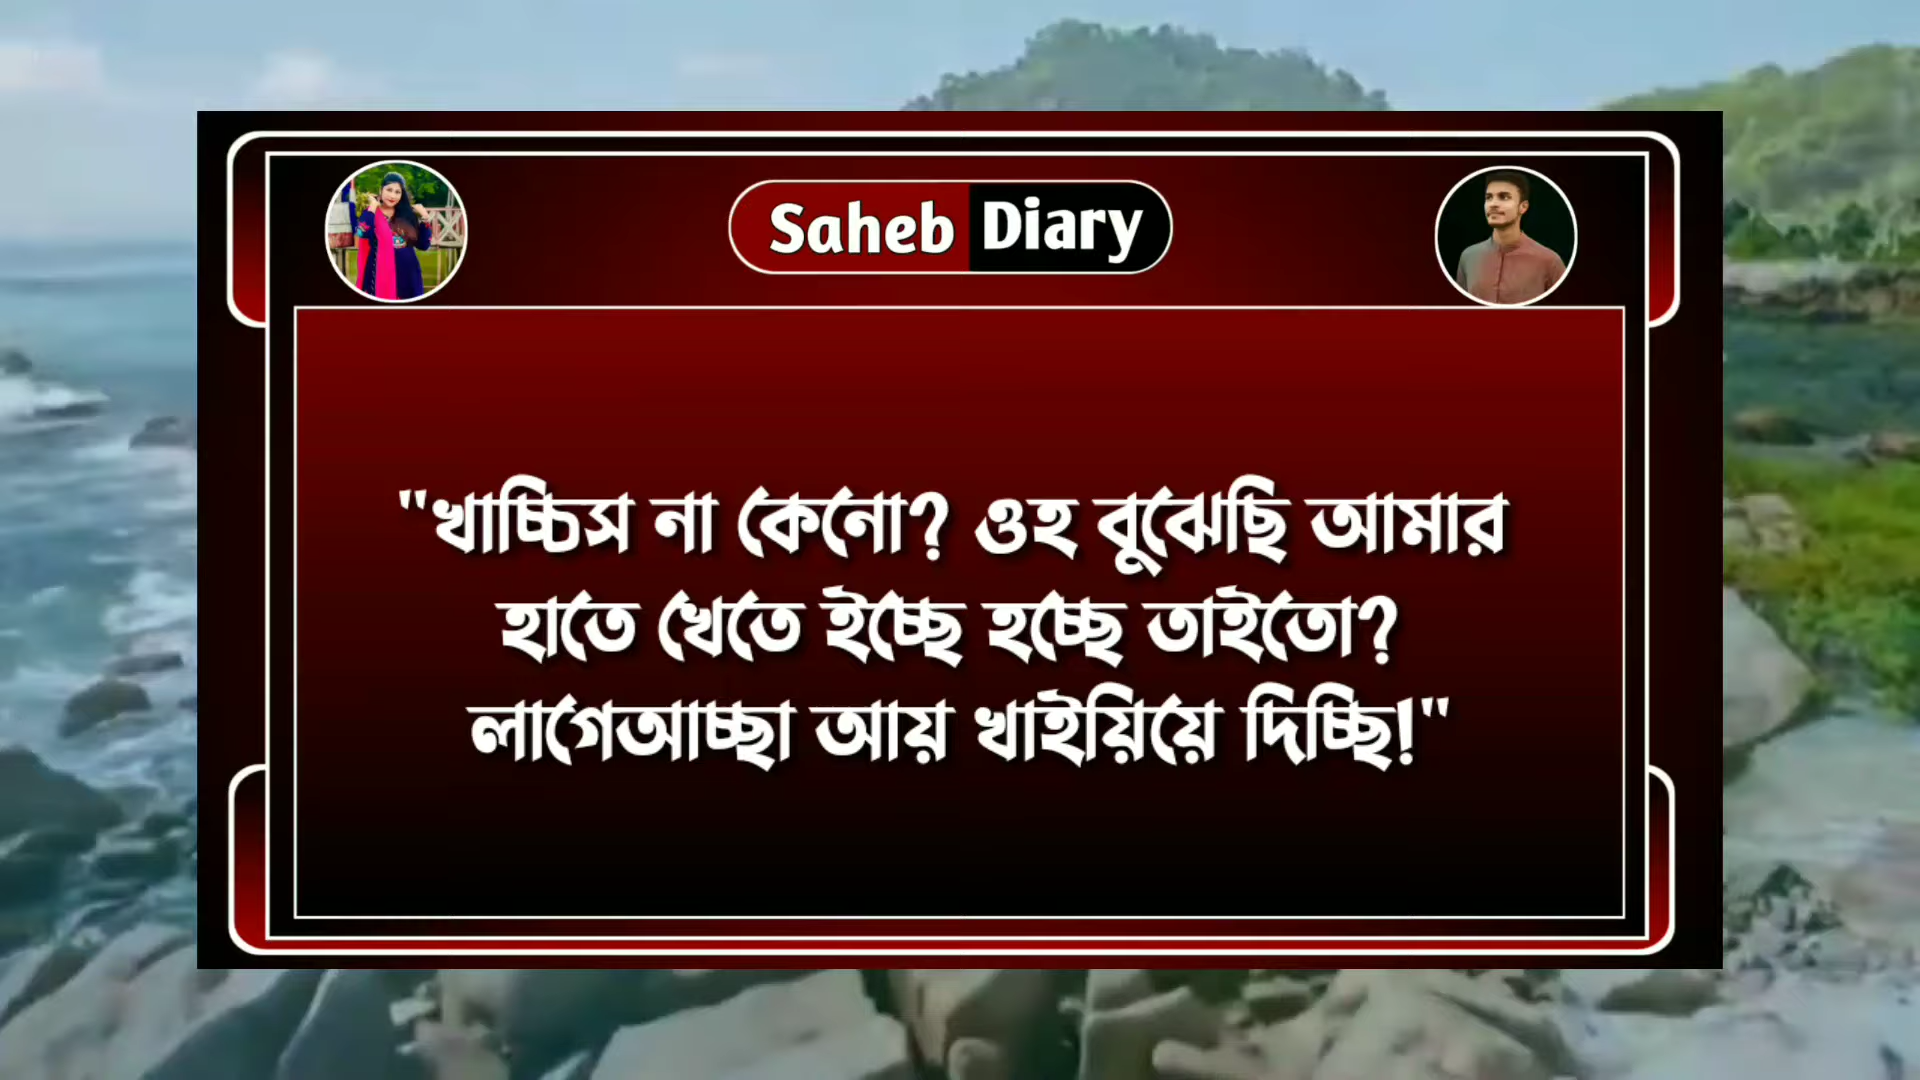 Saheb Diary
"খাচ্চিস না কেনো? ওহ বুঝেছি আমার
হাতে খেতে ইচ্ছে হচ্ছে তাইতো?
লাগেআচ্ছা আয় খাইয়িয়ে দিচ্ছি!"